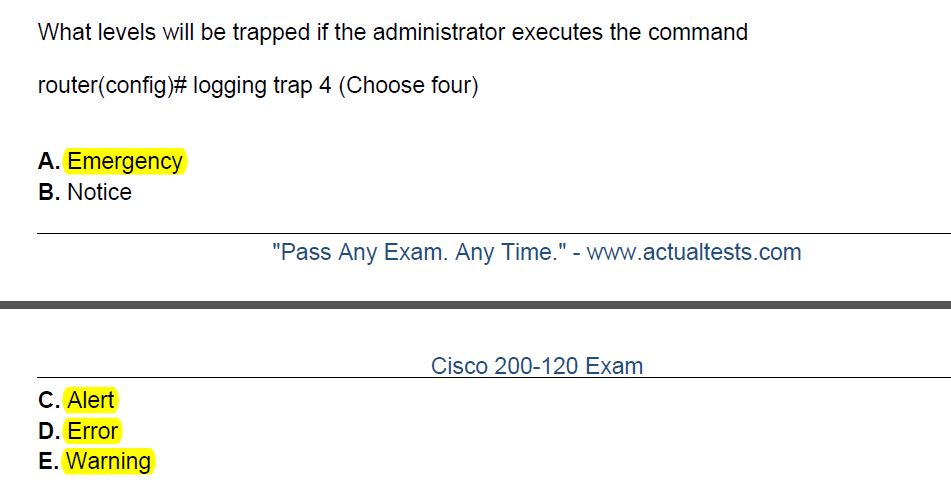 What levels will be trapped if the administrator executes the command
router(config)# logging trap 4 (Choose four)
A. Emergency
B. Notice
"Pass Any Exam. Any Time." - www.actualtests.com
Cisco 200-120 Exam
C. Alert
D. Error
E. Warning